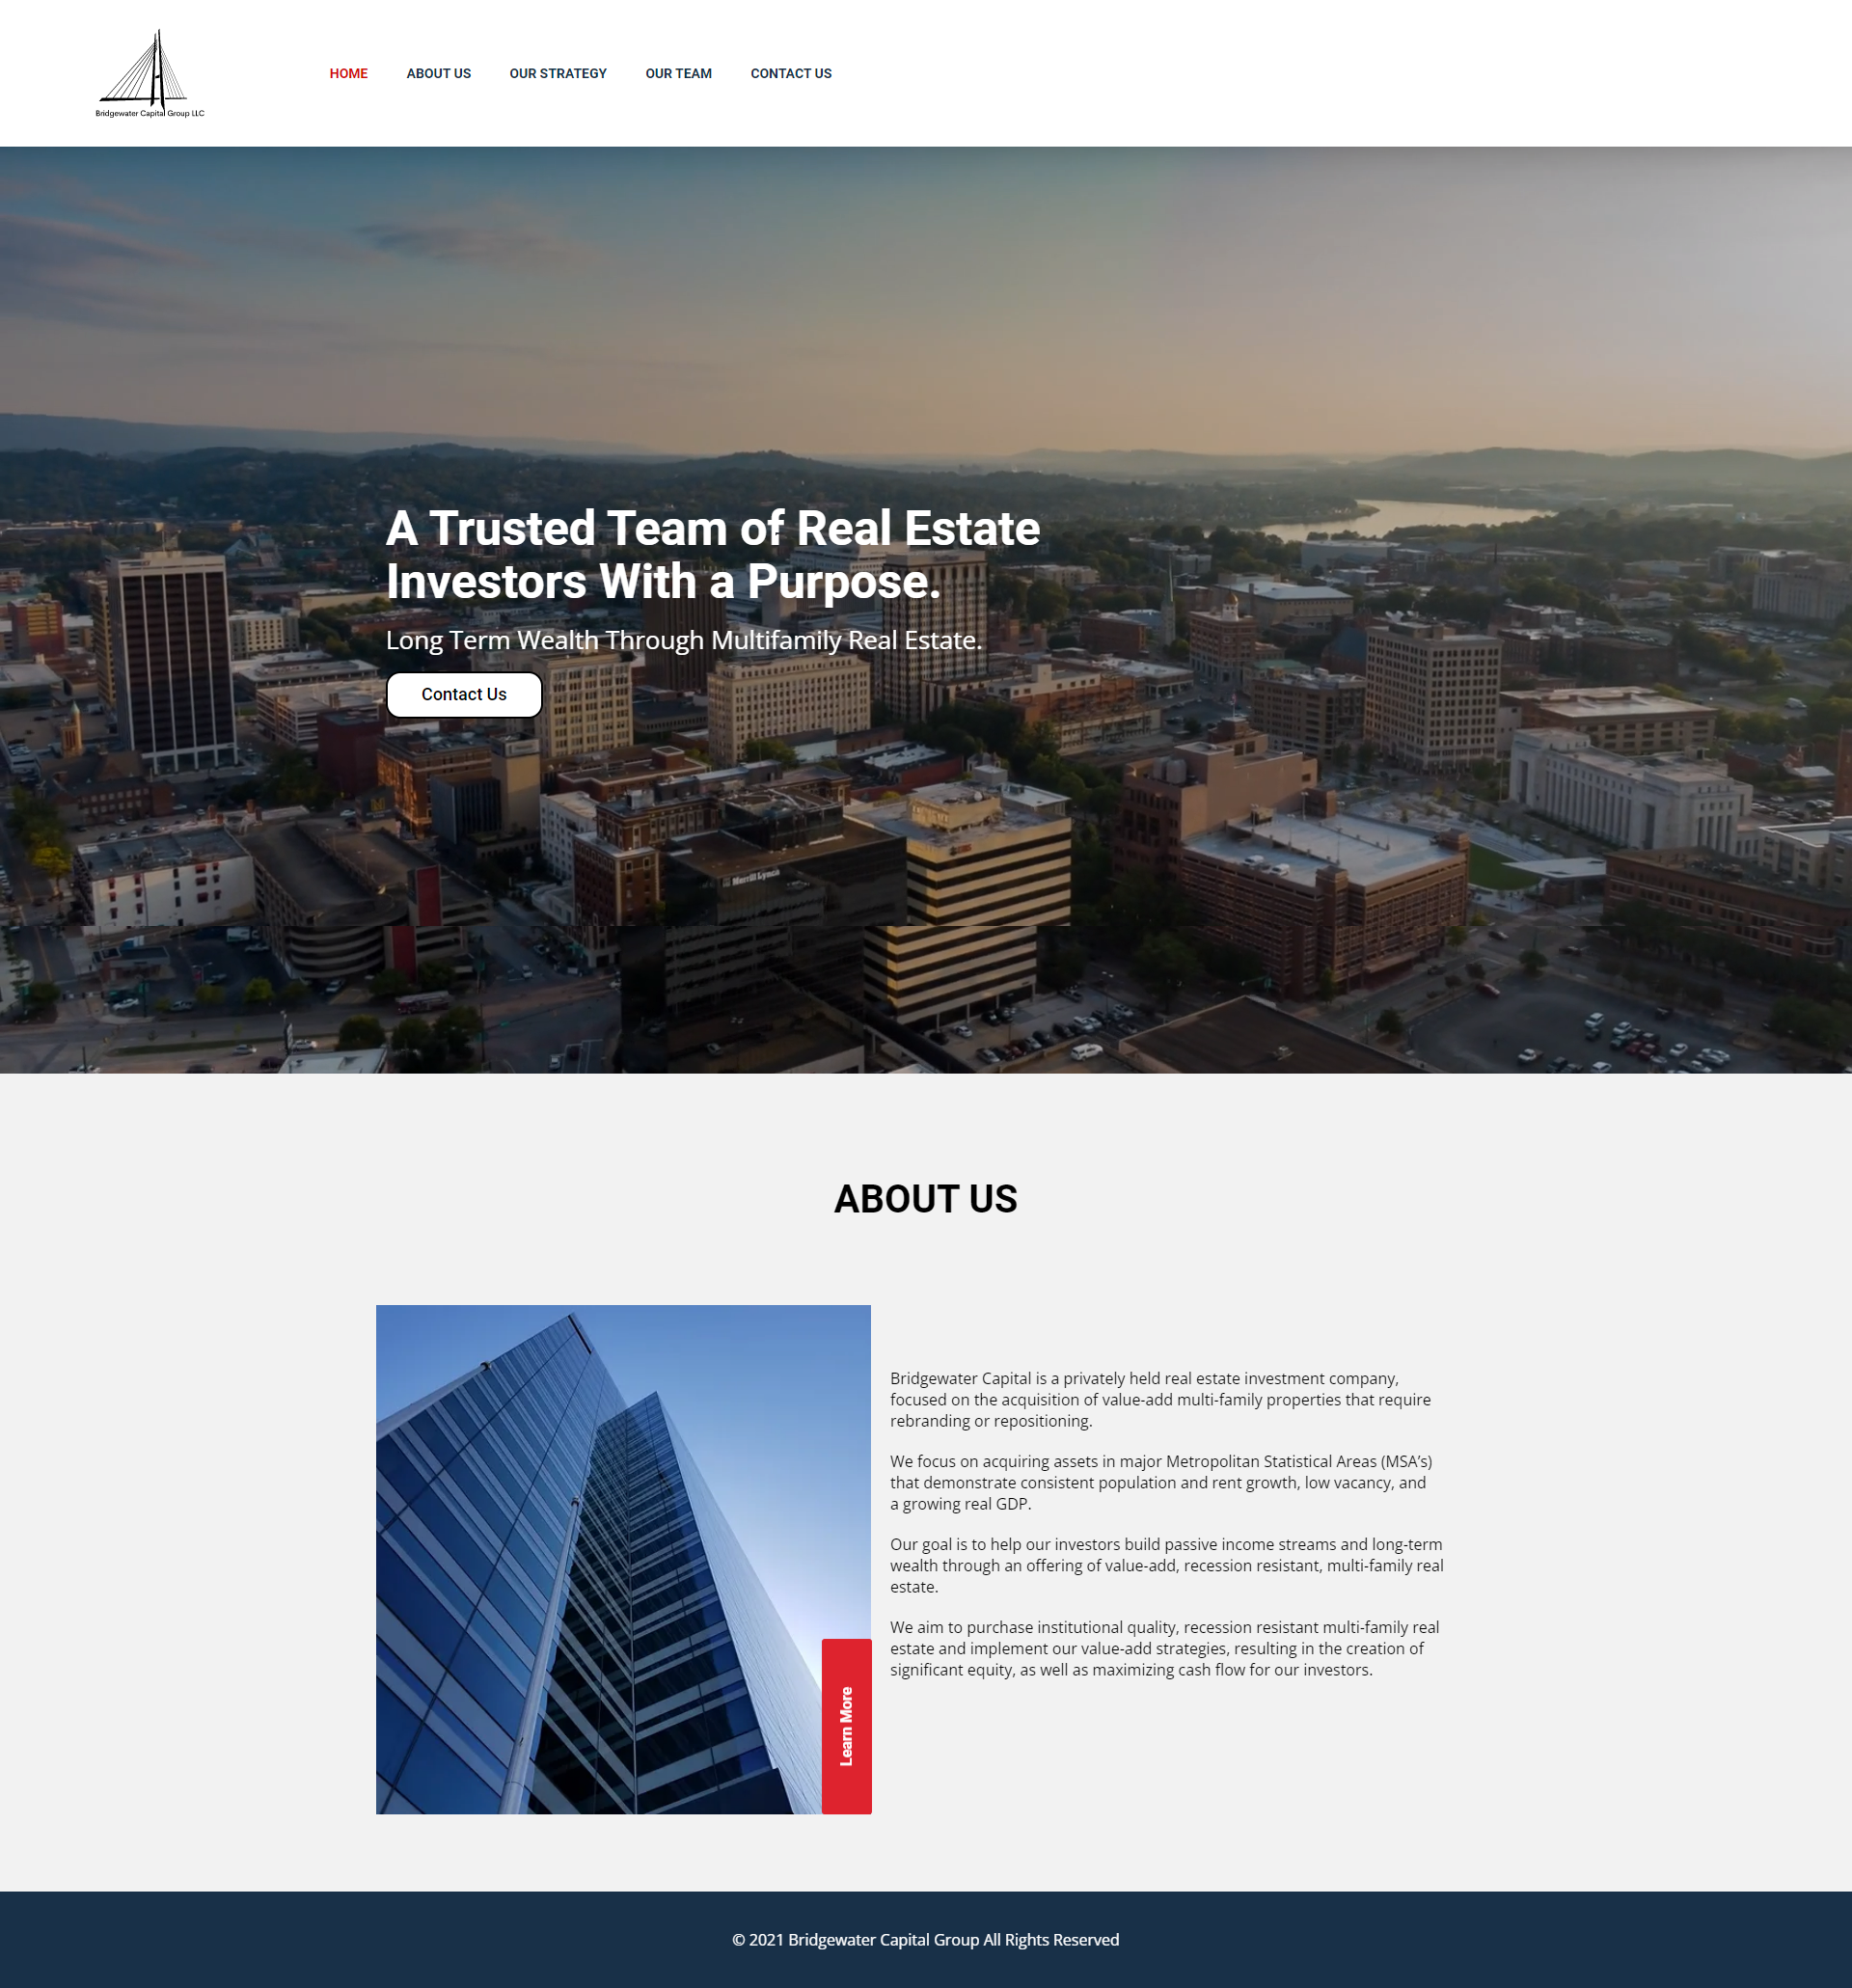 Bridgewater Capital Group LLC
HOME ABOUT US OUR STRATEGY OUR TEAM CONTACT US
A Trusted Team of Real Estate
Investors With a Purpose.
Long Term Wealth Through Multifamily Real Estate.
Contact Us
Merrill Lynch
ABOUT US
Bridgewater Capital is a privately held real estate investment company,
focused on the acquisition of value-add multi-family properties that require
rebranding or repositioning.
We focus on acquiring assets in major Metropolitan Statistical Areas (MSA’s)
that demonstrate consistent population and rent growth, low vacancy, and
a growing real GDP.
Our goal is to help our investors build passive income streams and long-term
wealth through an offering of value-add, recession resistant, multi-family real
estate.
We aim to purchase institutional quality, recession resistant multi-family real
estate and implement our value-add strategies, resulting in the creation of
significant equity, as well as maximizing cash flow for our investors.
Learn More
© 2021 Bridgewater Capital Group All Rights Reserved